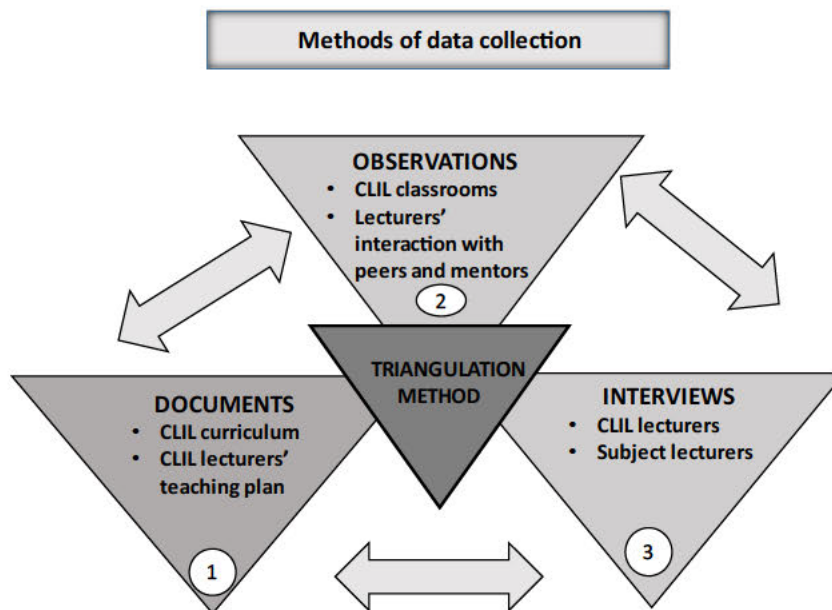 Methods of data collection
OBSERVATIONS
• CLIL classrooms
• Lecturers'
interaction with
peers and mentors
2
TRIANGULATION
METHOD
DOCUMENTS
• CLIL curriculum
• CLIL lecturers'
teaching plan
1
INTERVIEWS
• CLIL lecturers
• Subject lecturers
3